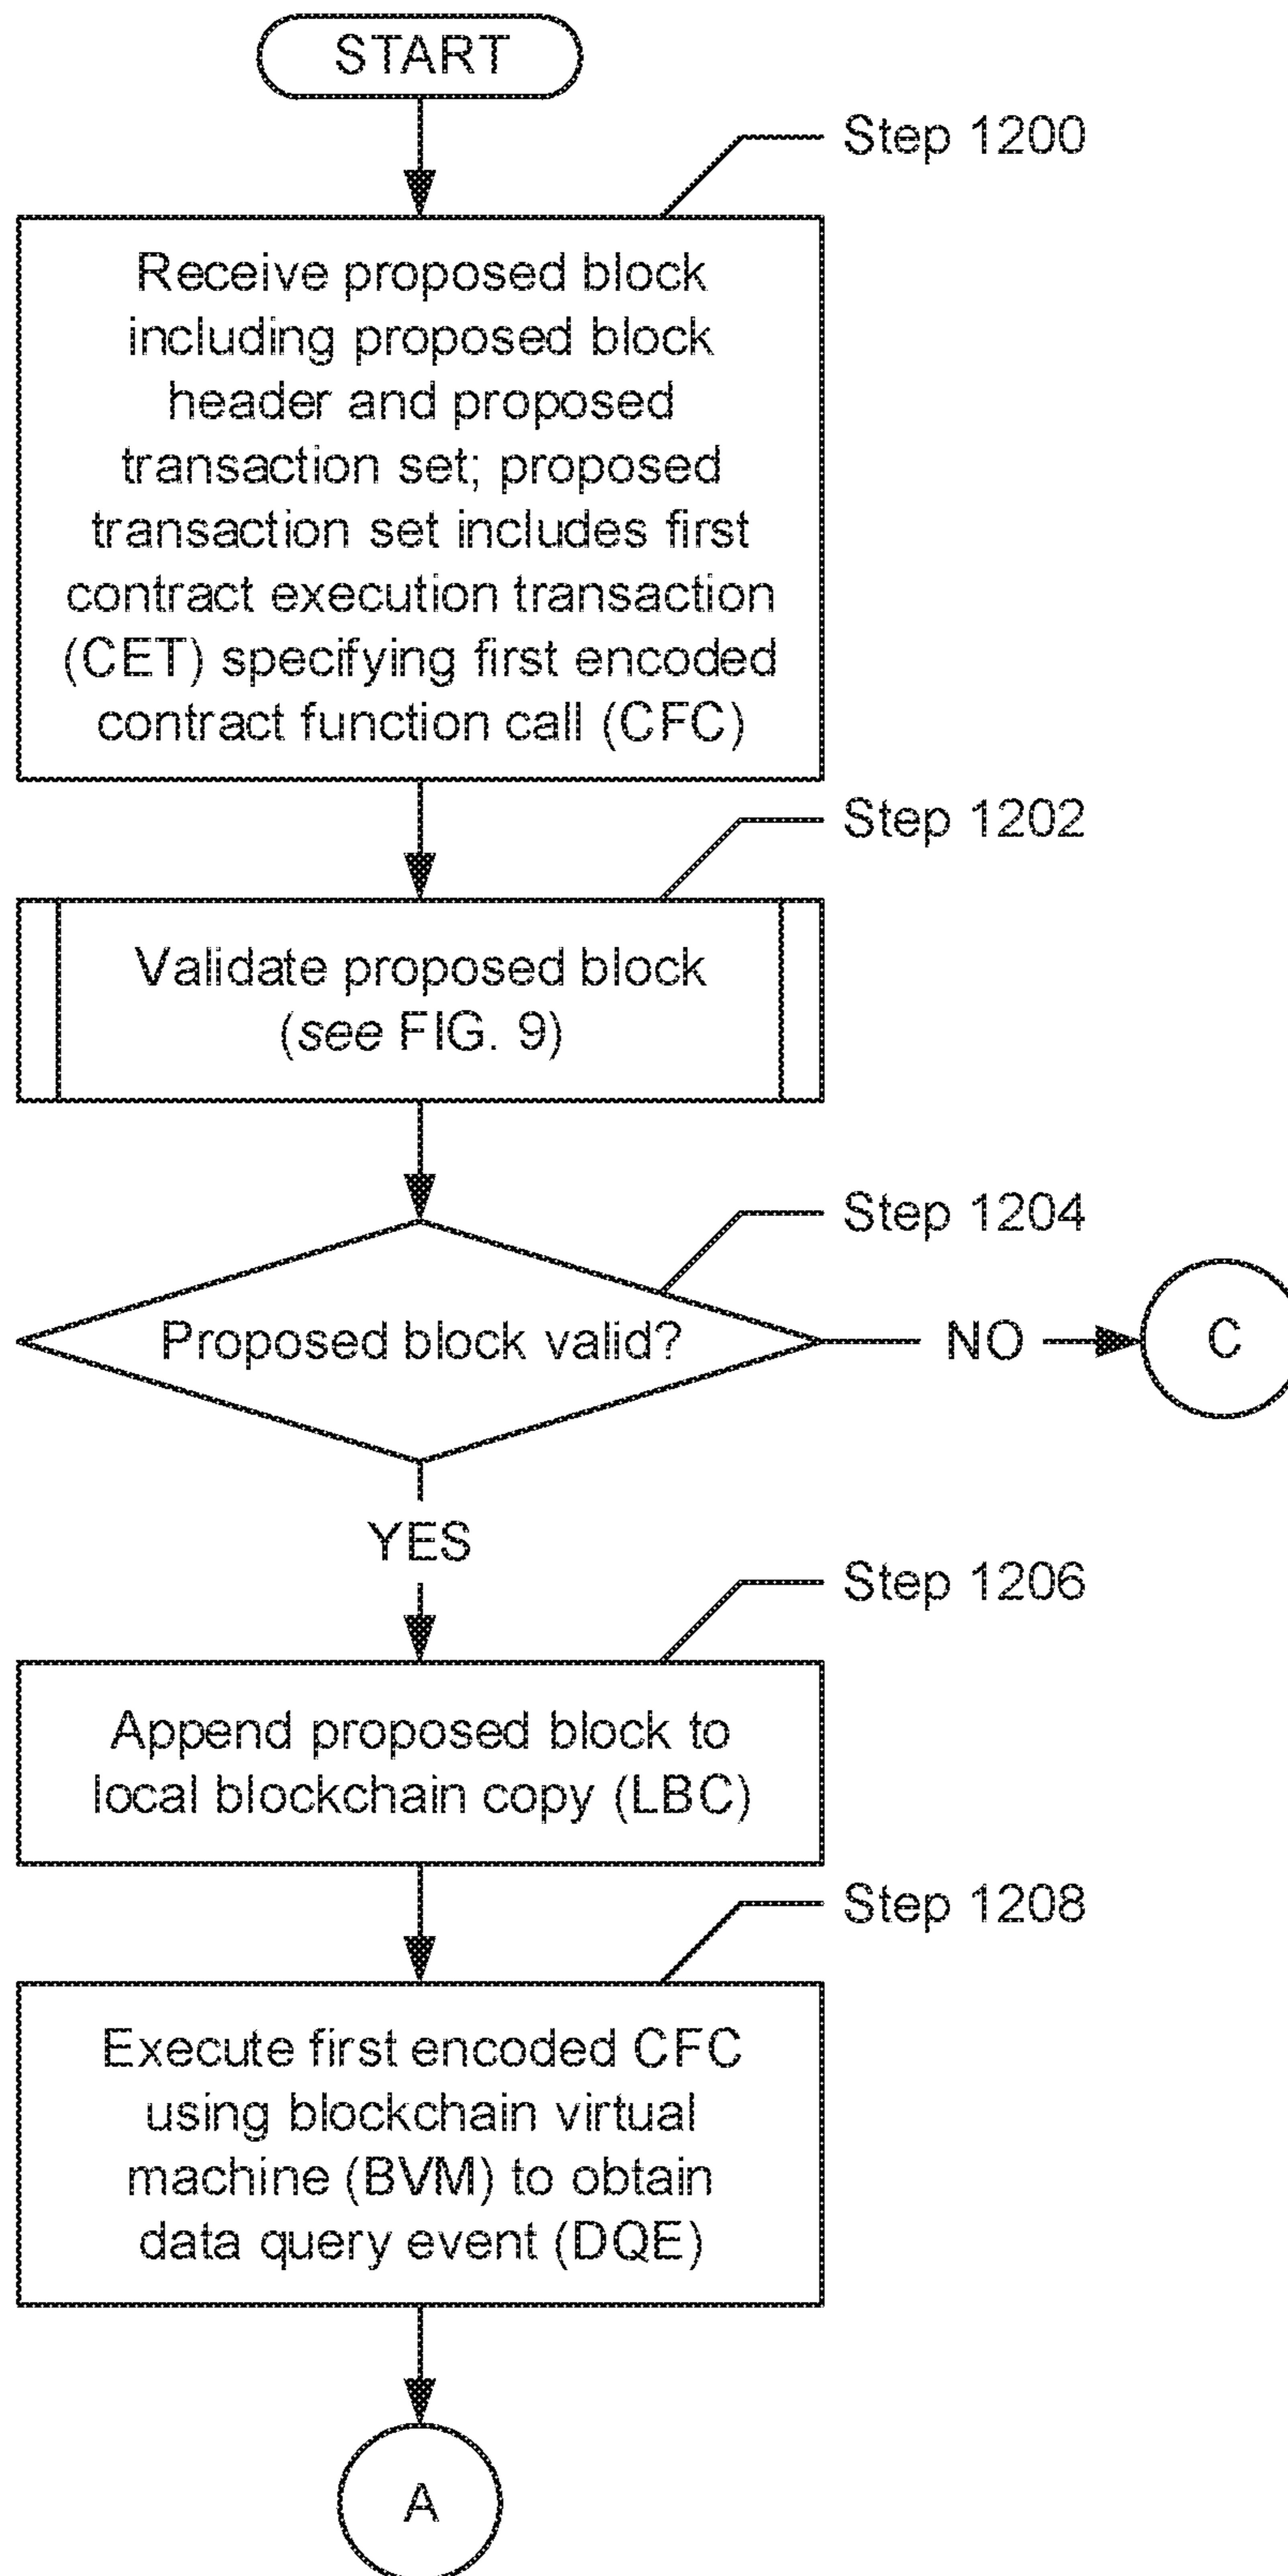 START
Step 1200
Receive proposed block
including proposed block
header and proposed
transaction set; proposed
transaction set includes first
contract execution transaction
(CET) specifying first encoded
contract function call (CFC)
Step 1202
Validate proposed block
(see FIG. 9)
Step 1204
Proposed block valid?
NO
C
YES
Step 1206
Append proposed block to
local blockchain copy (LBC)
Step 1208
Execute first encoded CFC
using blockchain virtual
machine (BVM) to obtain
data query event (DQE)
A